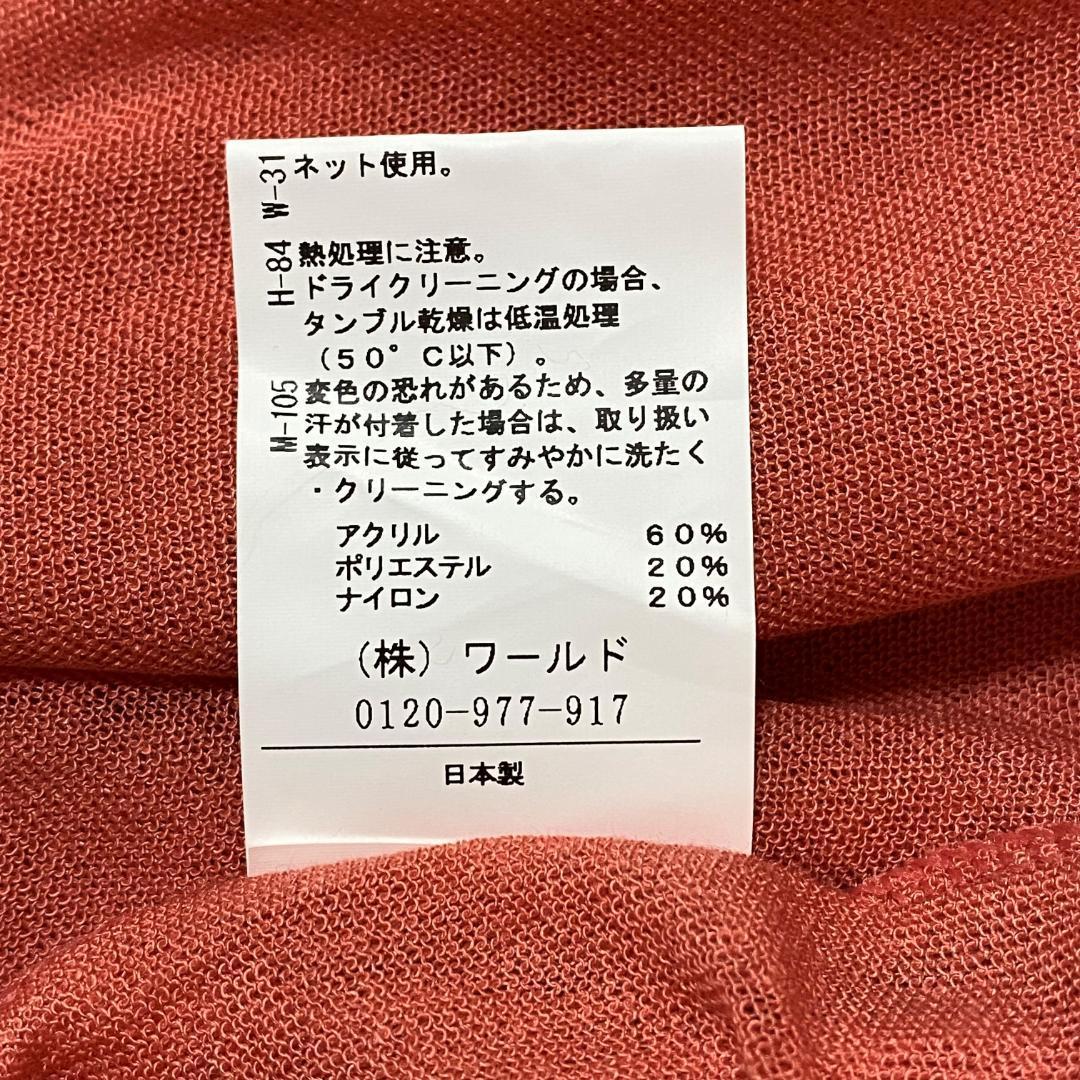 W-31 ネット使用。
H-84 熱処理に注意。
ドライクリーニングの場合、
タンブル乾燥は低温処理
（５０°Ｃ以下）。
M-105 変色の恐れがあるため、多量の
汗が付着した場合は、取り扱い
表示に従ってすみやかに洗たく
・クリーニングする。
アクリル ６０％
ポリエステル ２０％
ナイロン ２０％
（株）ワールド
0120-977-917
日本製